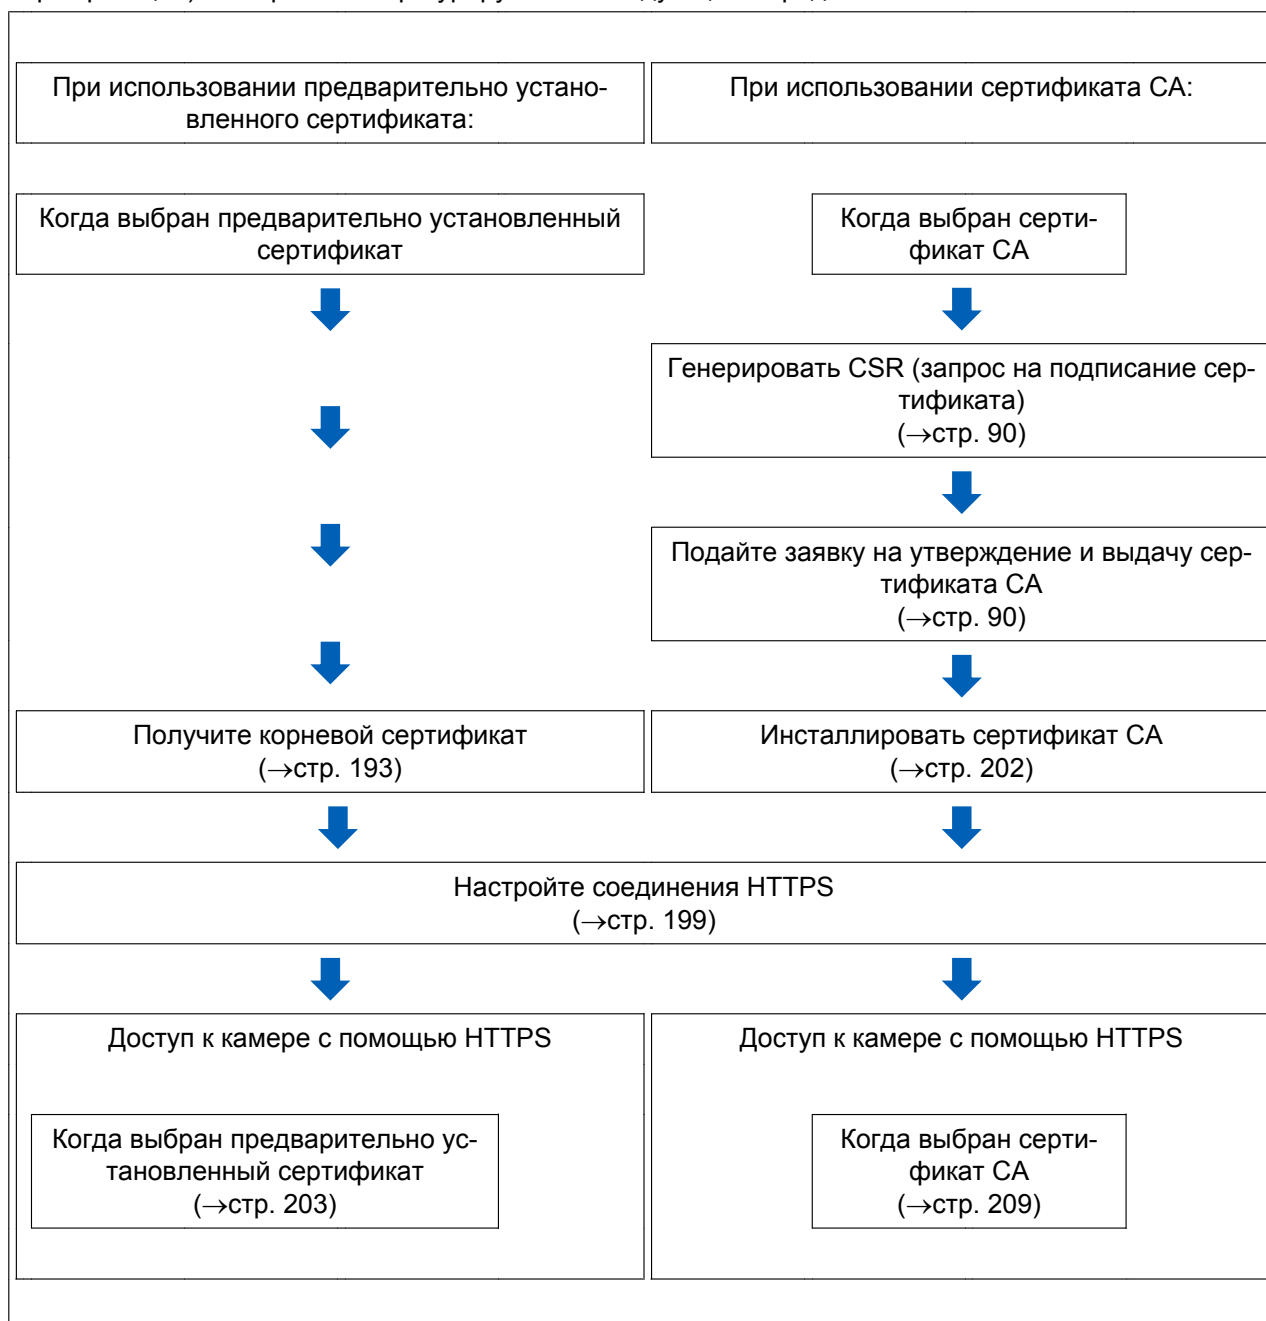 При использовании предварительно уста-
но-
вленного сертификата:
При использовании сертификата CA:
Когда выбран предварительно установленный
сертификат
Когда выбран серти-
фикат CA
Генерировать CSR (запрос на подписание сер-
тификата)
(→стр. 90)
Подайте заявку на утверждение и выдачу сер-
тификата CA
(→стр. 90)
Получите корневой сертификат
(→стр. 193)
Инсталлировать сертификат CA
(→стр. 202)
Настройте соединения HTTPS
(→стр. 199)
Доступ к камере с помощью HTTPS
Когда выбран предварительно ус-
тановленный сертификат
(→стр. 203)
Доступ к камере с помощью HTTPS
Когда выбран серти-
фикат CA
(→стр. 209)